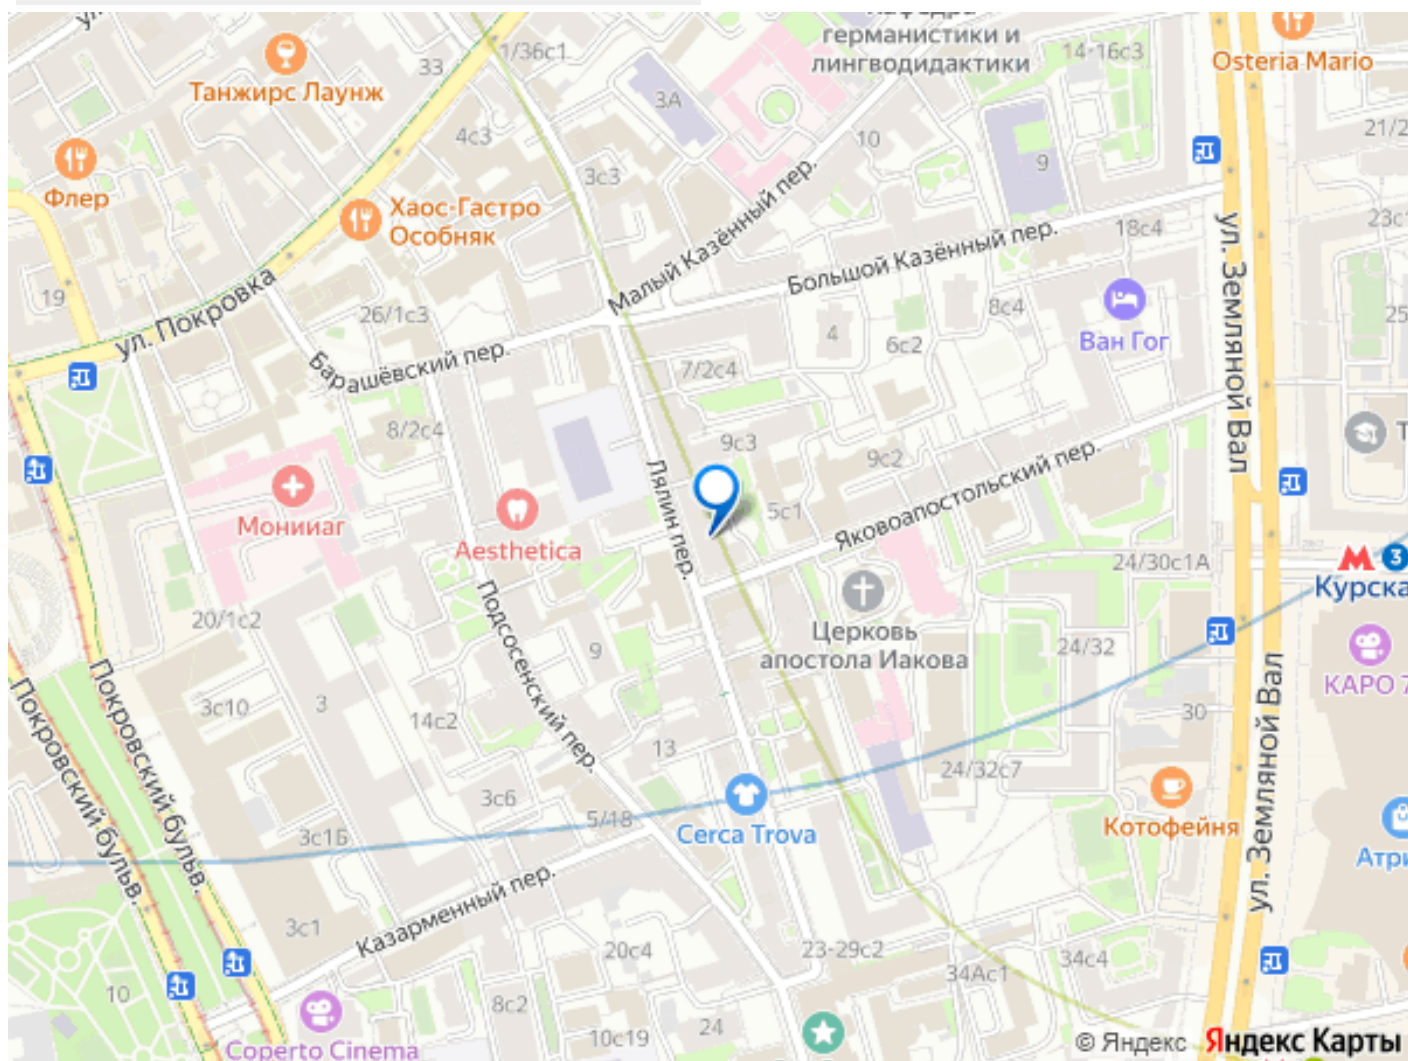 Кафедра
германистики и
лингводидактики
1/36с1
14-16с3
Osteria Mario
33
Танжирс Лаунж
3А
4с3
10
21/2
9
Флер
3с3
Хаос-Гастро
Особняк
Малый Казённый пер.
18с4
23с1
ул. Земляной Вал
Большой Казённый пер.
19
ул. Покровка
26/1с3
8с4
Ван Гог
25
4
6с2
Барашёвский пер.
7/2с4
8/2с4
9с3
9с2
Яковоапостольский пер.
Лялин пер.
5с1
Мониииаг
Aesthetica
24/30с1А
М
3
Курска
20/1с2
Подсосенский пер.
Церковь
апостола Иакова
9
24/32
КАРО 7
Покровский бульв.
Покровский бульв.
3с10
3
14с2
13
30
ул. Земляной Вал
24/32с7
3с6
5/18
Cerca Trova
Котофейня
3с1Б
Атри
Казарменный пер.
3с1
20с4
23-29с2
34с4
34Ас1
10
8с2
24
10с19
Coperto Cinema
© Яндекс Яндекс Карты